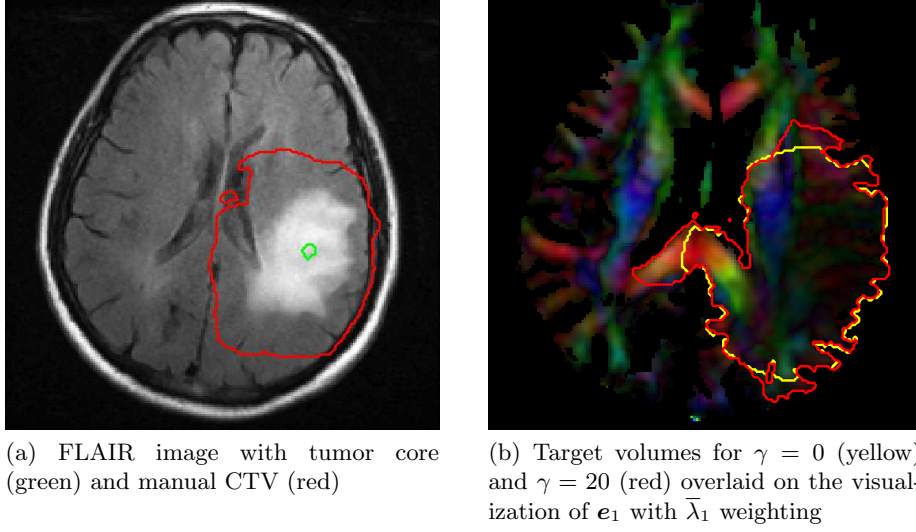 (a) FLAIR image with tumor core
(green) and manual CTV (red)
(b) Target volumes for γ = 0 (yellow)
and γ = 20 (red) overlaid on the visual-
ization of e₁ with λ̅₁ weighting